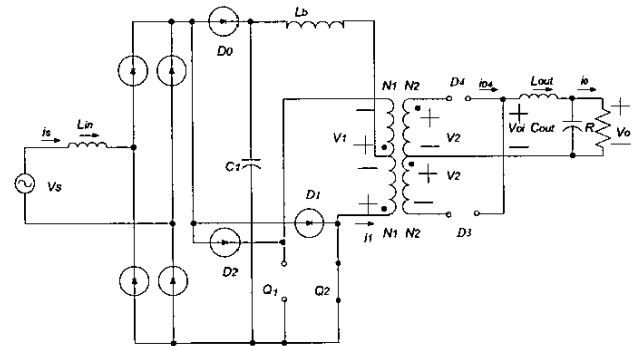 Lb
D0
N1 N2 D4 iD4 Lout io
is Lin
V1 V2 Voi Cout R Vo
C1
Vs
V2
D1
i1 N1 N2 D3
D2
Q1 Q2